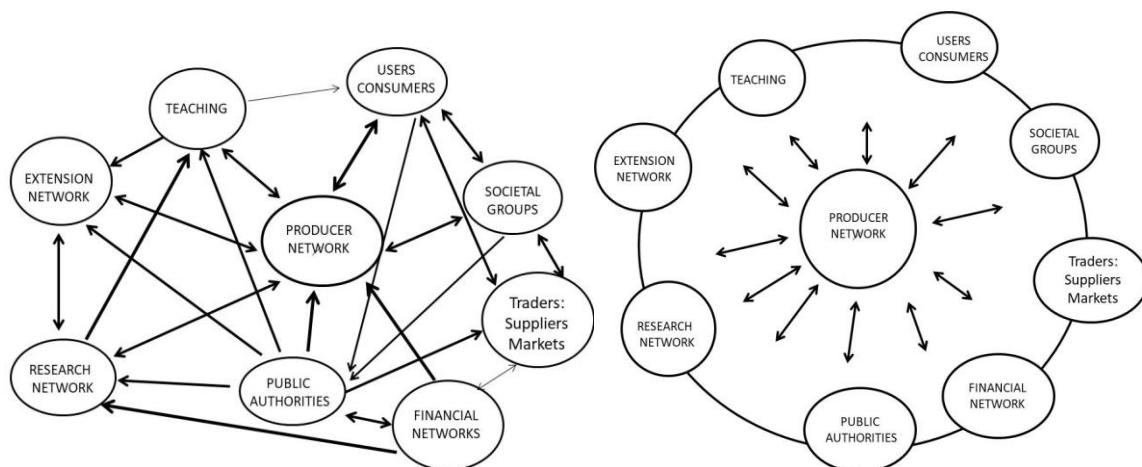 USERS
CONSUMERS
TEACHING
EXTENSION
NETWORK
SOCIETAL
GROUPS
PRODUCER
NETWORK
Traders:
Suppliers
Markets
RESEARCH
NETWORK
PUBLIC
AUTHORITIES
FINANCIAL
NETWORKS
USERS
CONSUMERS
TEACHING
SOCIETAL
GROUPS
EXTENSION
NETWORK
PRODUCER
NETWORK
Traders:
Suppliers
Markets
RESEARCH
NETWORK
FINANCIAL
NETWORK
PUBLIC
AUTHORITIES